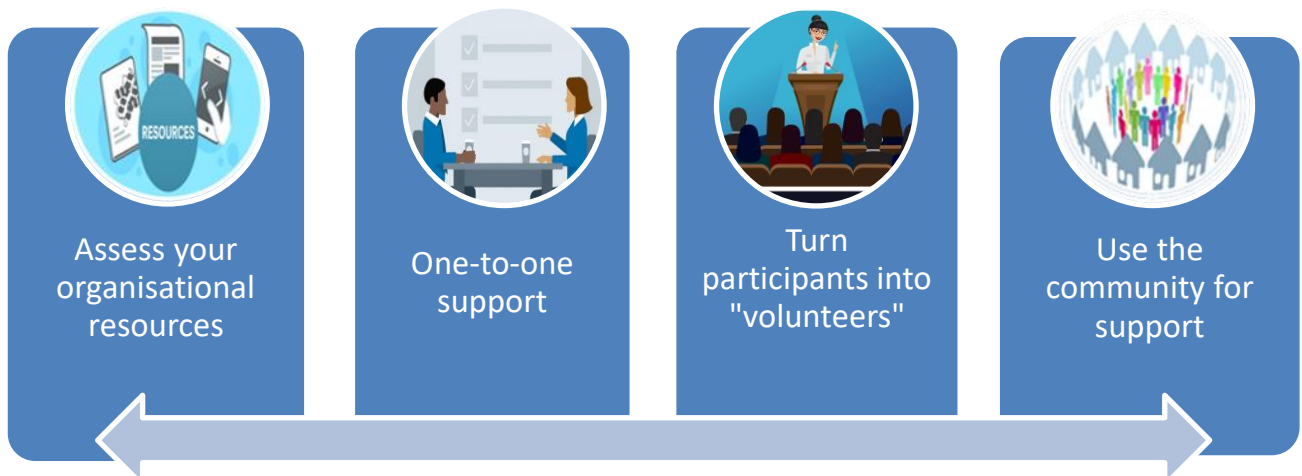 RESOURCES
Assess your
organisational
resources
One-to-one
support
Turn
participants into
"volunteers"
Use the
community for
support